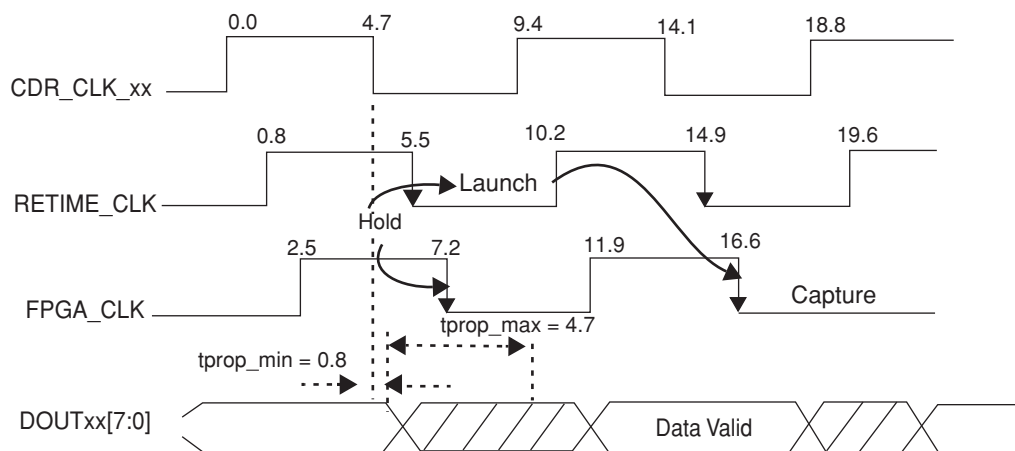 0.0 4.7 9.4 14.1 18.8
CDR_CLK_xx
0.8 5.5 10.2 14.9 19.6
RETIME_CLK
Launch
Hold
2.5 7.2 11.9 16.6
FPGA_CLK
Capture
tprop_max = 4.7
tprop_min = 0.8
DOUTxx[7:0]
Data Valid